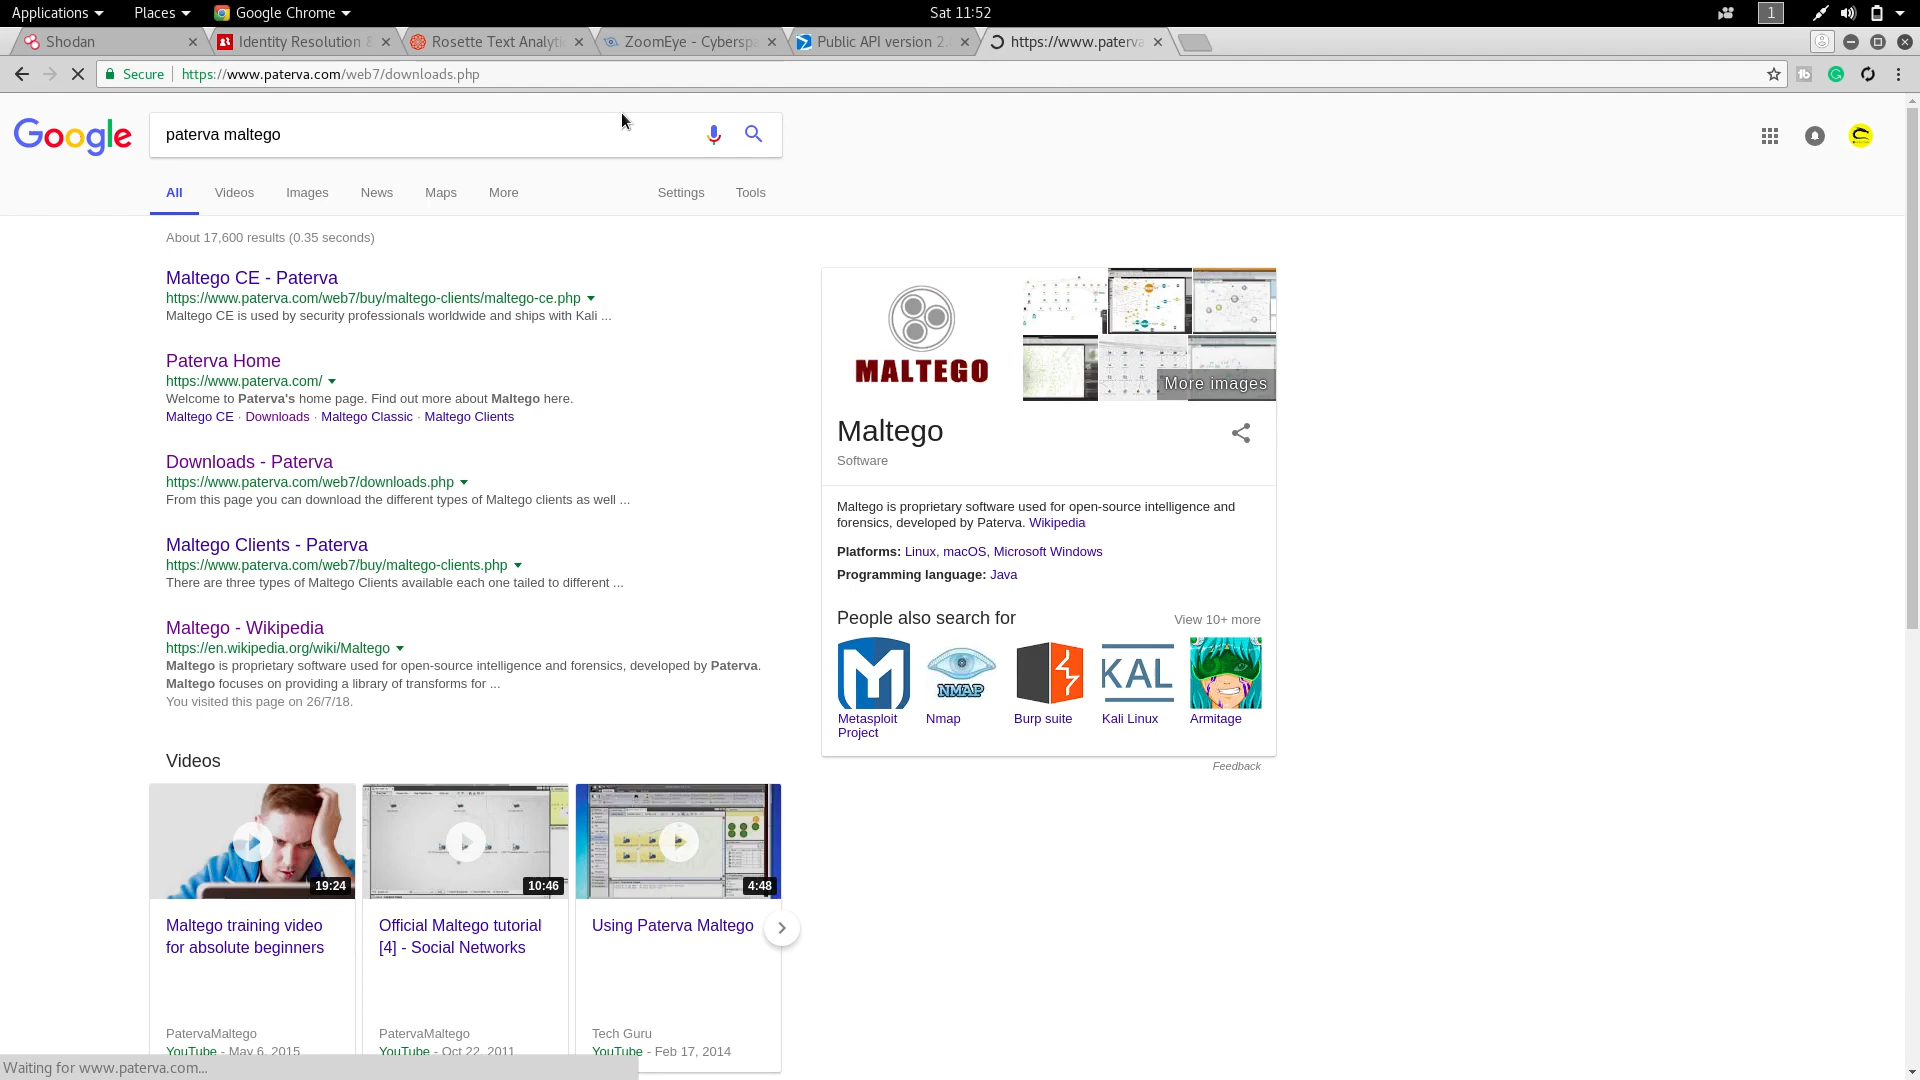 Applications
Places
Google Chrome
Sat 11:52
1
Shodan
Identity Resolution &
Rosette Text Analyti
ZoomEye - Cyberspa
Public API version 2.
https://www.paterva
Secure
https://www.paterva.com/web7/downloads.php
Google
paterva maltego
All
Videos
Images
News
Maps
More
Settings
Tools
About 17,600 results (0.35 seconds)
Maltego CE - Paterva
https://www.paterva.com/web7/buy/maltego-clients/maltego-ce.php
Maltego CE is used by security professionals worldwide and ships with Kali ...
Paterva Home
https://www.paterva.com/
Welcome to Paterva's home page. Find out more about Maltego here.
Maltego CE · Downloads · Maltego Classic · Maltego Clients
Downloads - Paterva
https://www.paterva.com/web7/downloads.php
From this page you can download the different types of Maltego clients as well ...
Maltego Clients - Paterva
https://www.paterva.com/web7/buy/maltego-clients.php
There are three types of Maltego Clients available each one tailed to different ...
Maltego - Wikipedia
https://en.wikipedia.org/wiki/Maltego
Maltego is proprietary software used for open-source intelligence and forensics, developed by Paterva.
Maltego focuses on providing a library of transforms for ...
You visited this page on 26/7/18.
Videos
19:24
10:46
4:48
Maltego training video
for absolute beginners
Official Maltego tutorial
[4] - Social Networks
Using Paterva Maltego
PatervaMaltego
PatervaMaltego
Tech Guru
YouTube - May 6, 2015
YouTube - Oct 22, 2011
YouTube - Feb 17, 2014
MALTEGO
More images
Maltego
Software
Maltego is proprietary software used for open-source intelligence and
forensics, developed by Paterva. Wikipedia
Platforms: Linux, macOS, Microsoft Windows
Programming language: Java
People also search for
View 10+ more
NMAP
KAL
Metasploit
Project
Nmap
Burp suite
Kali Linux
Armitage
Feedback
Waiting for www.paterva.com...